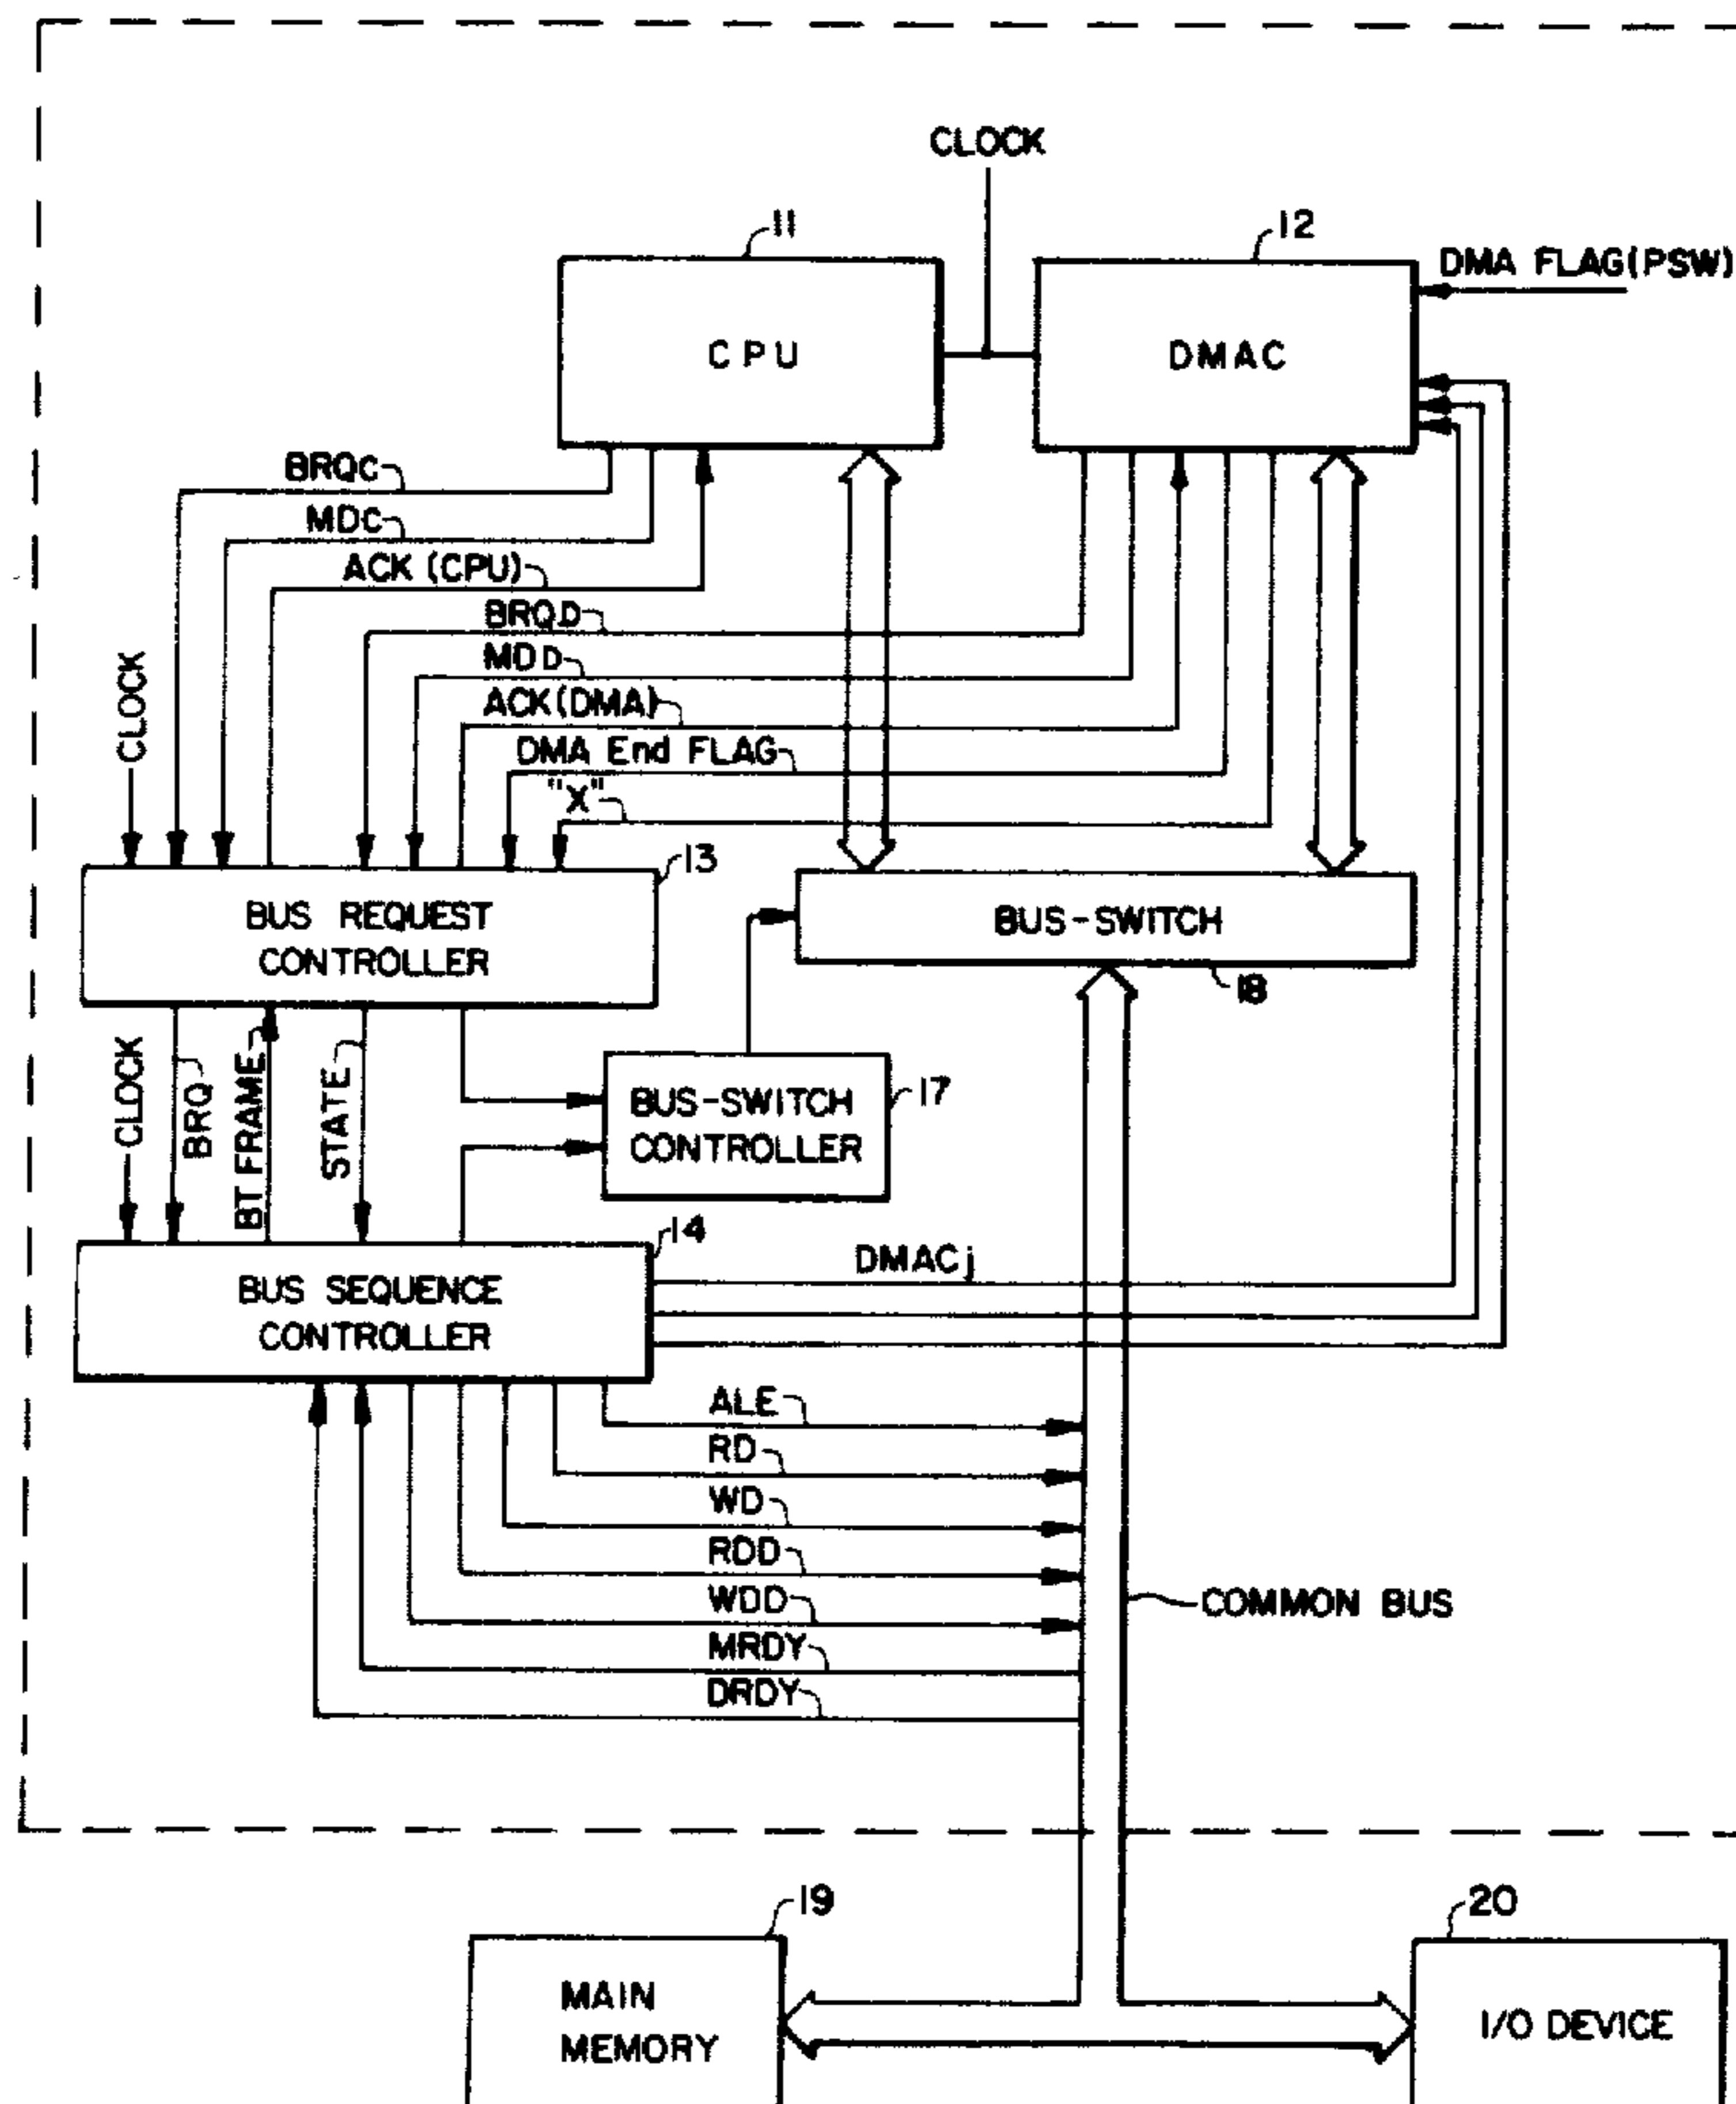 CLOCK
11
12
DMA FLAG(PSW)
CPU
DMAC
BRQC
MDC
ACK (CPU)
BRQD
MDD
ACK(DMA)
DMA End FLAG
"X"
CLOCK
13
BUS REQUEST
CONTROLLER
BUS-SWITCH
18
CLOCK
BRQ
BT FRAME
STATE
BUS-SWITCH
CONTROLLER
17
14
BUS SEQUENCE
CONTROLLER
DMACj
ALE
RD
WD
RDD
WDD
MRDY
DRDY
COMMON BUS
19
20
MAIN
MEMORY
I/O DEVICE